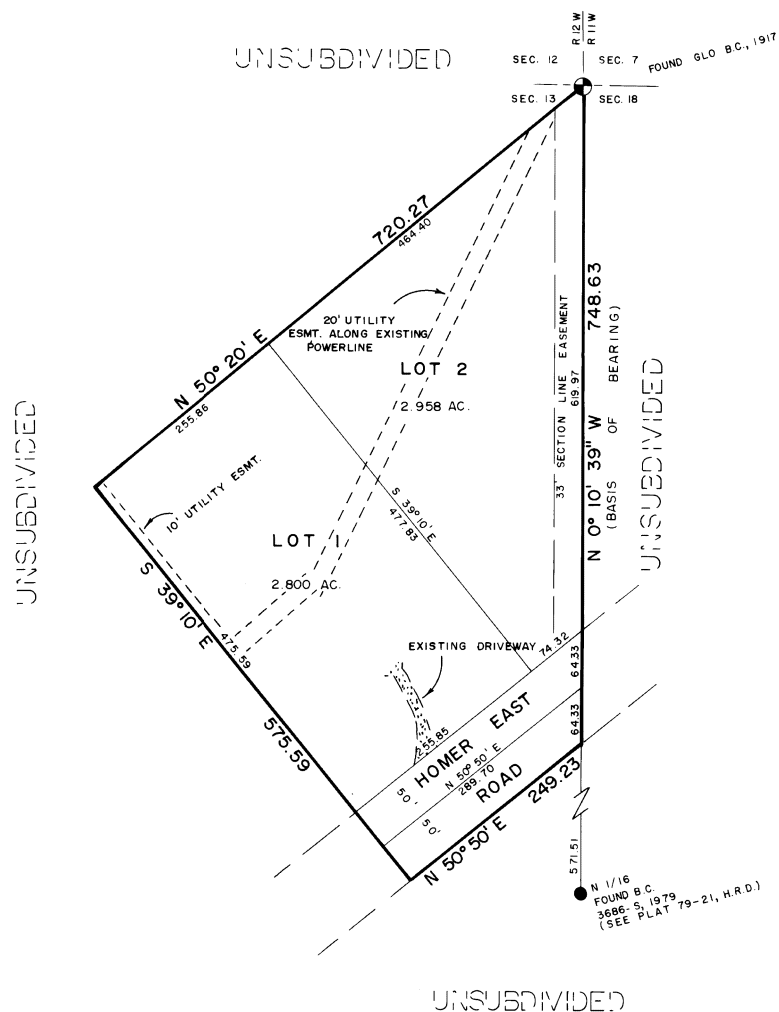 UNSUBDIVIDED
R 12 W
R 11 W
SEC. 12
SEC. 7
FOUND GLO B.C., 1917
SEC. 13
SEC. 18
720.27
464.40
20' UTILITY
ESMT. ALONG EXISTING
POWERLINE
N 50° 20' E
255.86
LOT 2
2.958 AC.
33' SECTION LINE EASEMENT
619.97
748.63
N 0° 10' 39" W
(BASIS OF BEARING)
UNSUBDIVIDED
UNSUBDIVIDED
10' UTILITY ESMT.
S 39° 10' E
477.83
LOT 1
2.800 AC.
S 39° 10' E
475.59
575.59
EXISTING DRIVEWAY
74.32
64.33
64.33
255.85
HOMER EAST
N 50° 50' E
289.70
ROAD
50'
50'
249.23
N 50° 50' E
571.51
N 1/16
FOUND B.C.
3686-S, 1979
(SEE PLAT 79-21, H.R.D.)
UNSUBDIVIDED